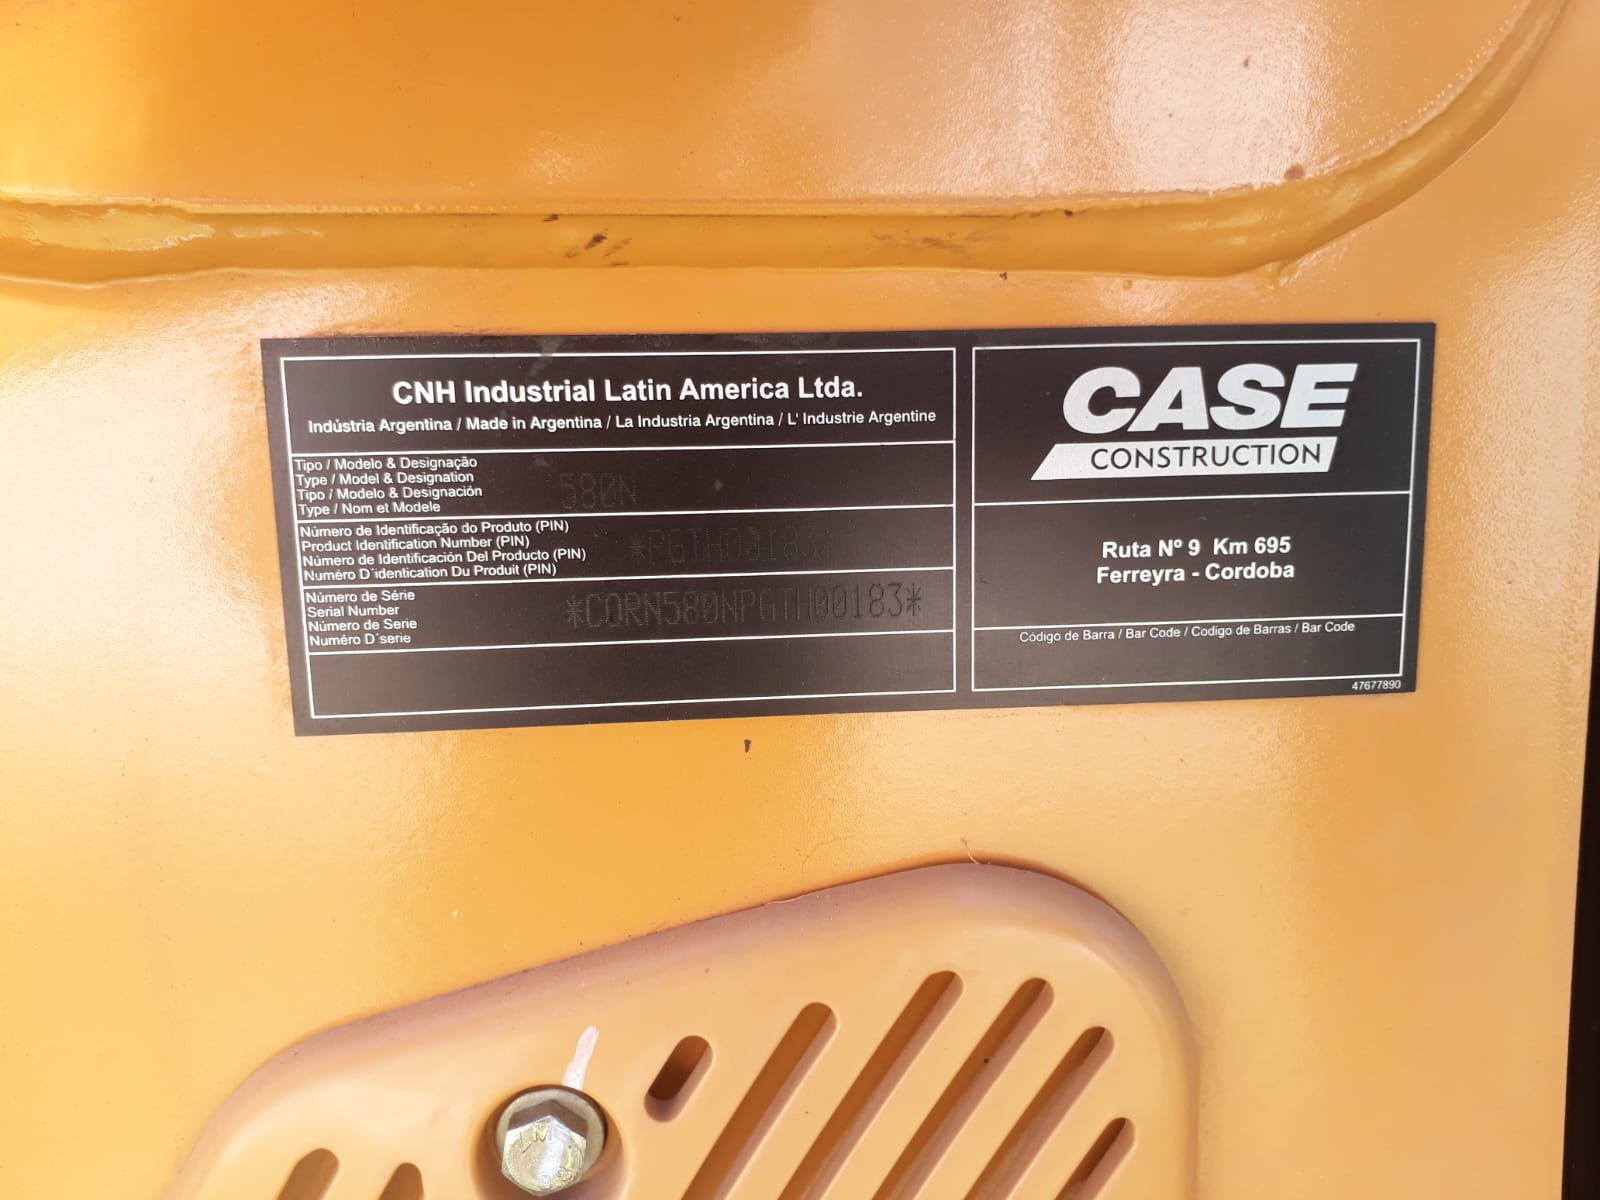 CNH Industrial Latin America Ltda.
Indústria Argentina / Made in Argentina / La Industria Argentina / L' Industrie Argentine
Tipo / Modelo & Designação
Type / Model & Designation
Tipo / Modelo & Designación
Type / Nom et Modele
580N
Número de Identificação do Produto (PIN)
Product Identification Number (PIN)
Número de Identificación Del Producto (PIN)
Numéro D´identication Du Produit (PIN)
*PGTH00183*
Número de Série
Serial Number
Número de Serie
Numéro D´serie
*CORN580NPGTH00183*
CASE
CONSTRUCTION
Ruta Nº 9 Km 695
Ferreyra - Cordoba
Código de Barra / Bar Code / Codigo de Barras / Bar Code
47677890